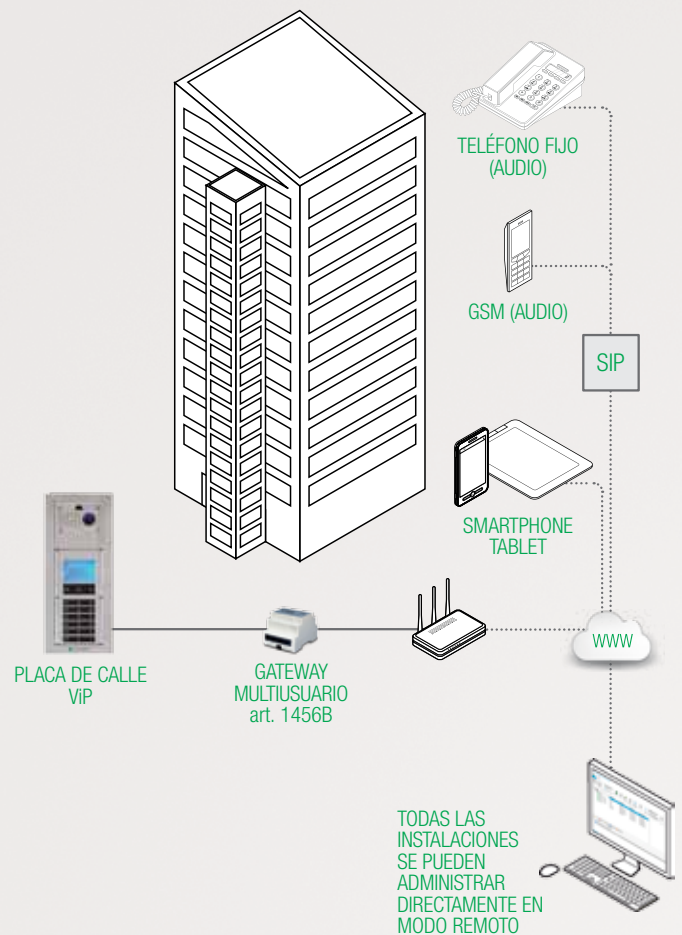 TELÉFONO FIJO
(AUDIO)
GSM (AUDIO)
SIP
SMARTPHONE
TABLET
WWW
PLACA DE CALLE
ViP
GATEWAY
MULTIUSUARIO
art. 1456B
TODAS LAS
INSTALACIONES
SE PUEDEN
ADMINISTRAR
DIRECTAMENTE EN
MODO REMOTO